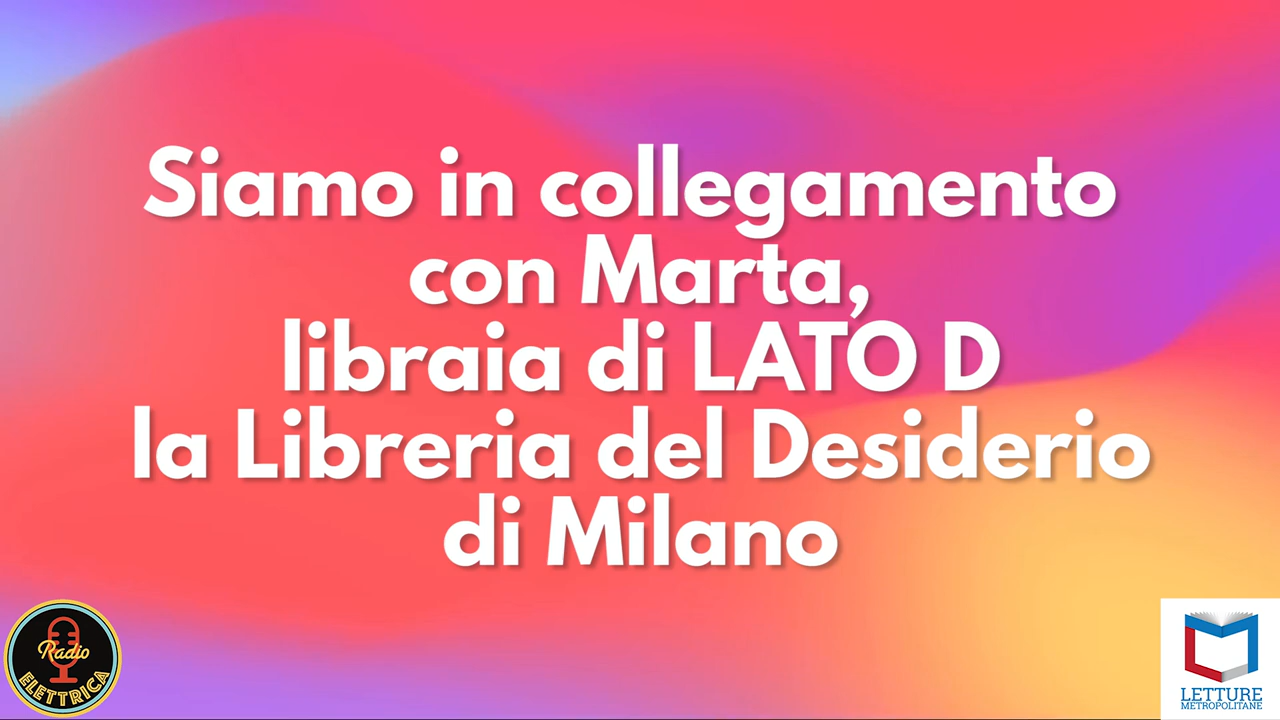 Siamo in collegamento
con Marta,
libraia di LATO D
la Libreria del Desiderio
di Milano
Radio
ELETTRICA
LETTURE
METROPOLITANE